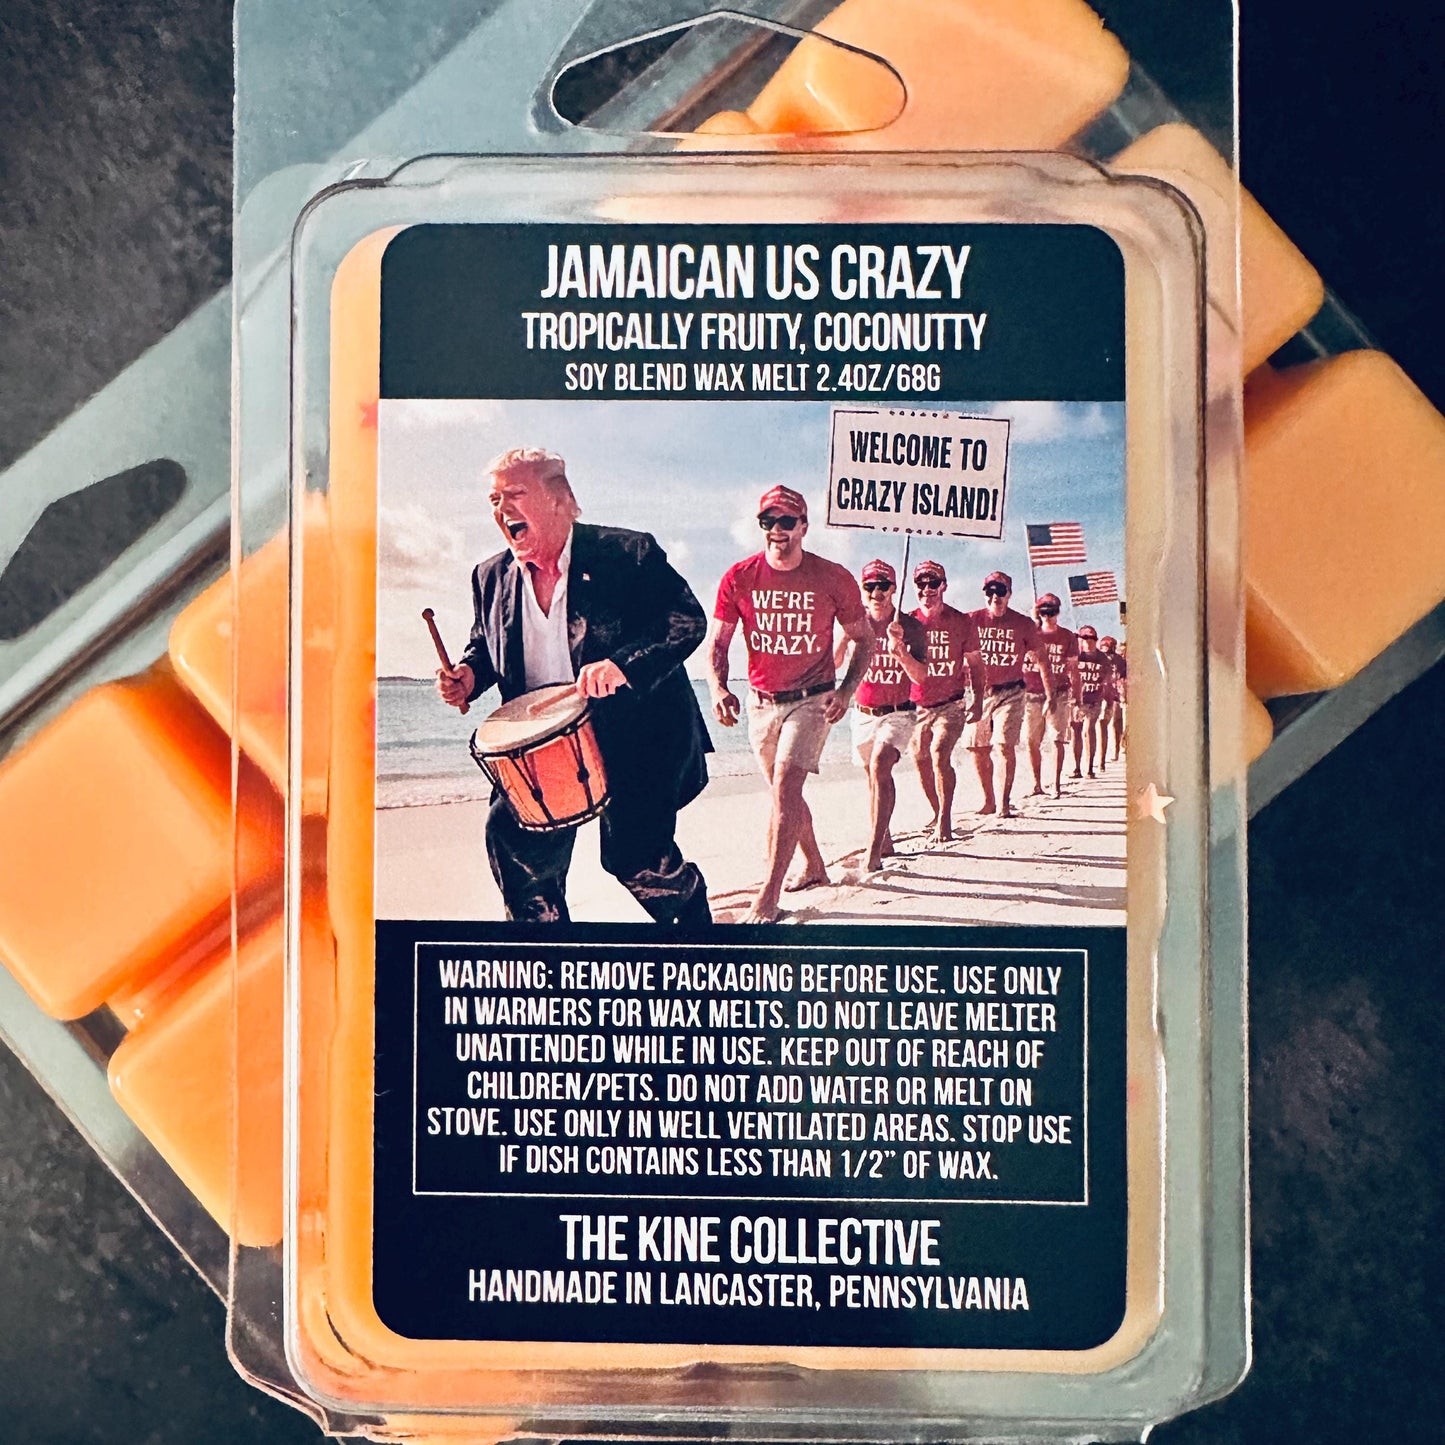 JAMAICAN US CRAZY
TROPICALLY FRUITY, COCONUTTY
SOY BLEND WAX MELT 2.4OZ/68G
WELCOME TO
CRAZY ISLAND!
WE'RE
WITH
CRAZY.
WE'RE
WITH
CRAZY
WARNING: REMOVE PACKAGING BEFORE USE. USE ONLY
IN WARMERS FOR WAX MELTS. DO NOT LEAVE MELTER
UNATTENDED WHILE IN USE. KEEP OUT OF REACH OF
CHILDREN/PETS. DO NOT ADD WATER OR MELT ON
STOVE. USE ONLY IN WELL VENTILATED AREAS. STOP USE
IF DISH CONTAINS LESS THAN 1/2” OF WAX.
THE KINE COLLECTIVE
HANDMADE IN LANCASTER, PENNSYLVANIA